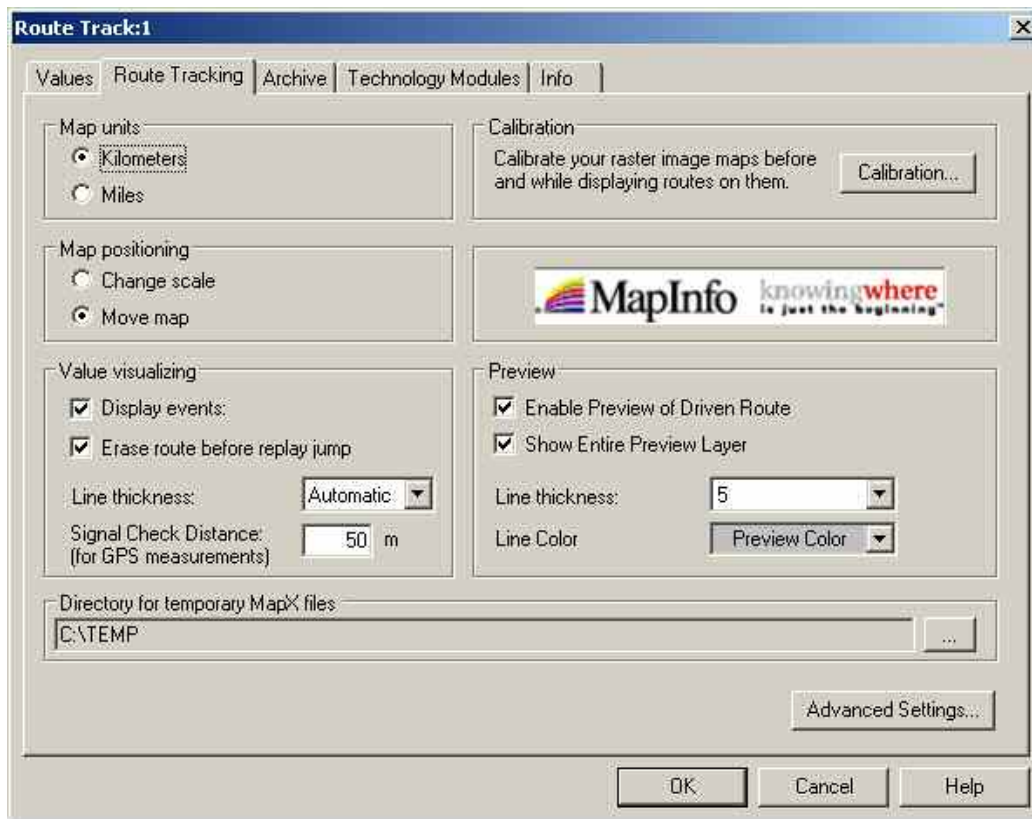 Route Track:1
Values
Route Tracking
Archive
Technology Modules
Info
Map units
Kilometers
Miles
Calibration
Calibrate your raster image maps before
and while displaying routes on them.
Calibration...
Map positioning
Change scale
Move map
MapInfo
knowingwhere
is just the beginning
Value visualizing
Display events:
Erase route before replay jump
Line thickness:
Automatic
Signal Check Distance:
(for GPS measurements)
50 m
Preview
Enable Preview of Driven Route
Show Entire Preview Layer
Line thickness:
5
Line Color
Preview Color
Directory for temporary MapX files
C:\TEMP
...
Advanced Settings...
OK
Cancel
Help